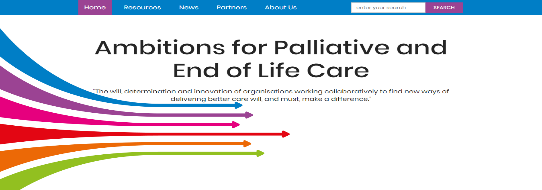 Home Resources News Partners About Us enter your search SEARCH
Ambitions for Palliative and
End of Life Care
"The will, determination and innovation of organisations working collaboratively to find new ways of
delivering better care will, and must, make a difference."